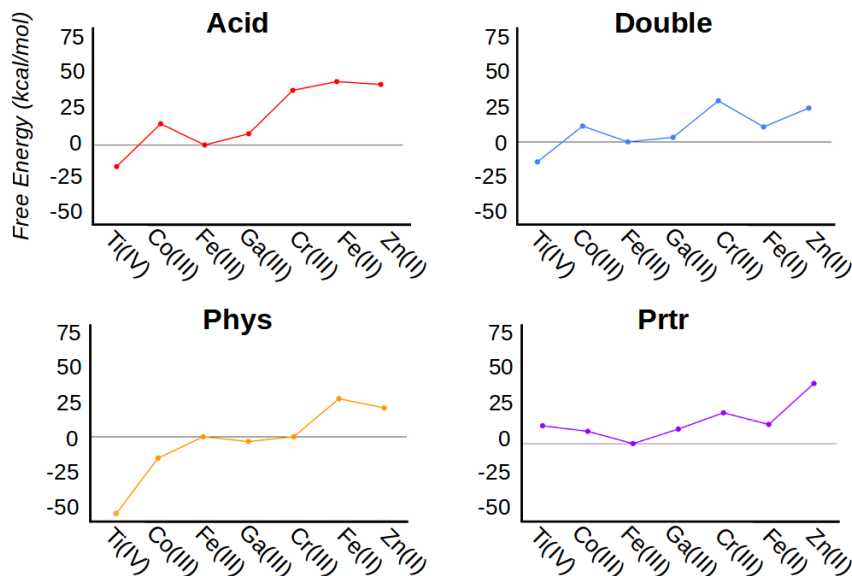 Acid
Free Energy (kcal/mol)
75
50
25
0
-25
-50
Ti(IV) Co(III) Fe(III) Ga(III) Cr(III) Fe(II) Zn(II)
Double
75
50
25
0
-25
-50
Ti(IV) Co(III) Fe(III) Ga(III) Cr(III) Fe(II) Zn(II)
Phys
75
50
25
0
-25
-50
Ti(IV) Co(III) Fe(III) Ga(III) Cr(III) Fe(II) Zn(II)
Prtr
75
50
25
0
-25
-50
Ti(IV) Co(III) Fe(III) Ga(III) Cr(III) Fe(II) Zn(II)